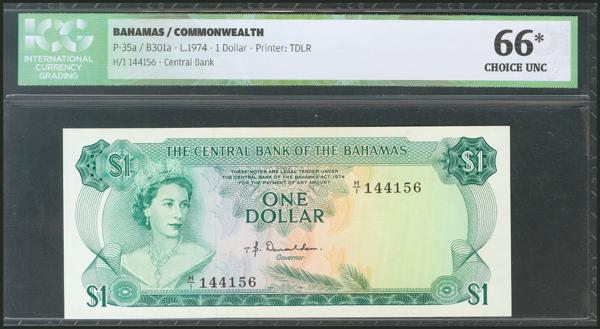 ICG
INTERNATIONAL
CURRENCY
GRADING
BAHAMAS / COMMONWEALTH
P-35a / B301a - L.1974 - 1 Dollar - Printer: TDLR
H/1 144156 - Central Bank
66*
CHOICE UNC
THE CENTRAL BANK OF THE BAHAMAS
$1
THESE NOTES ARE LEGAL TENDER UNDER
THE CENTRAL BANK OF THE BAHAMAS ACT 1974
FOR THE PAYMENT OF ANY AMOUNT
$1
H/1 144156
ONE
DOLLAR
T.B. Donaldson
Governor
H/1 144156
$1
$1